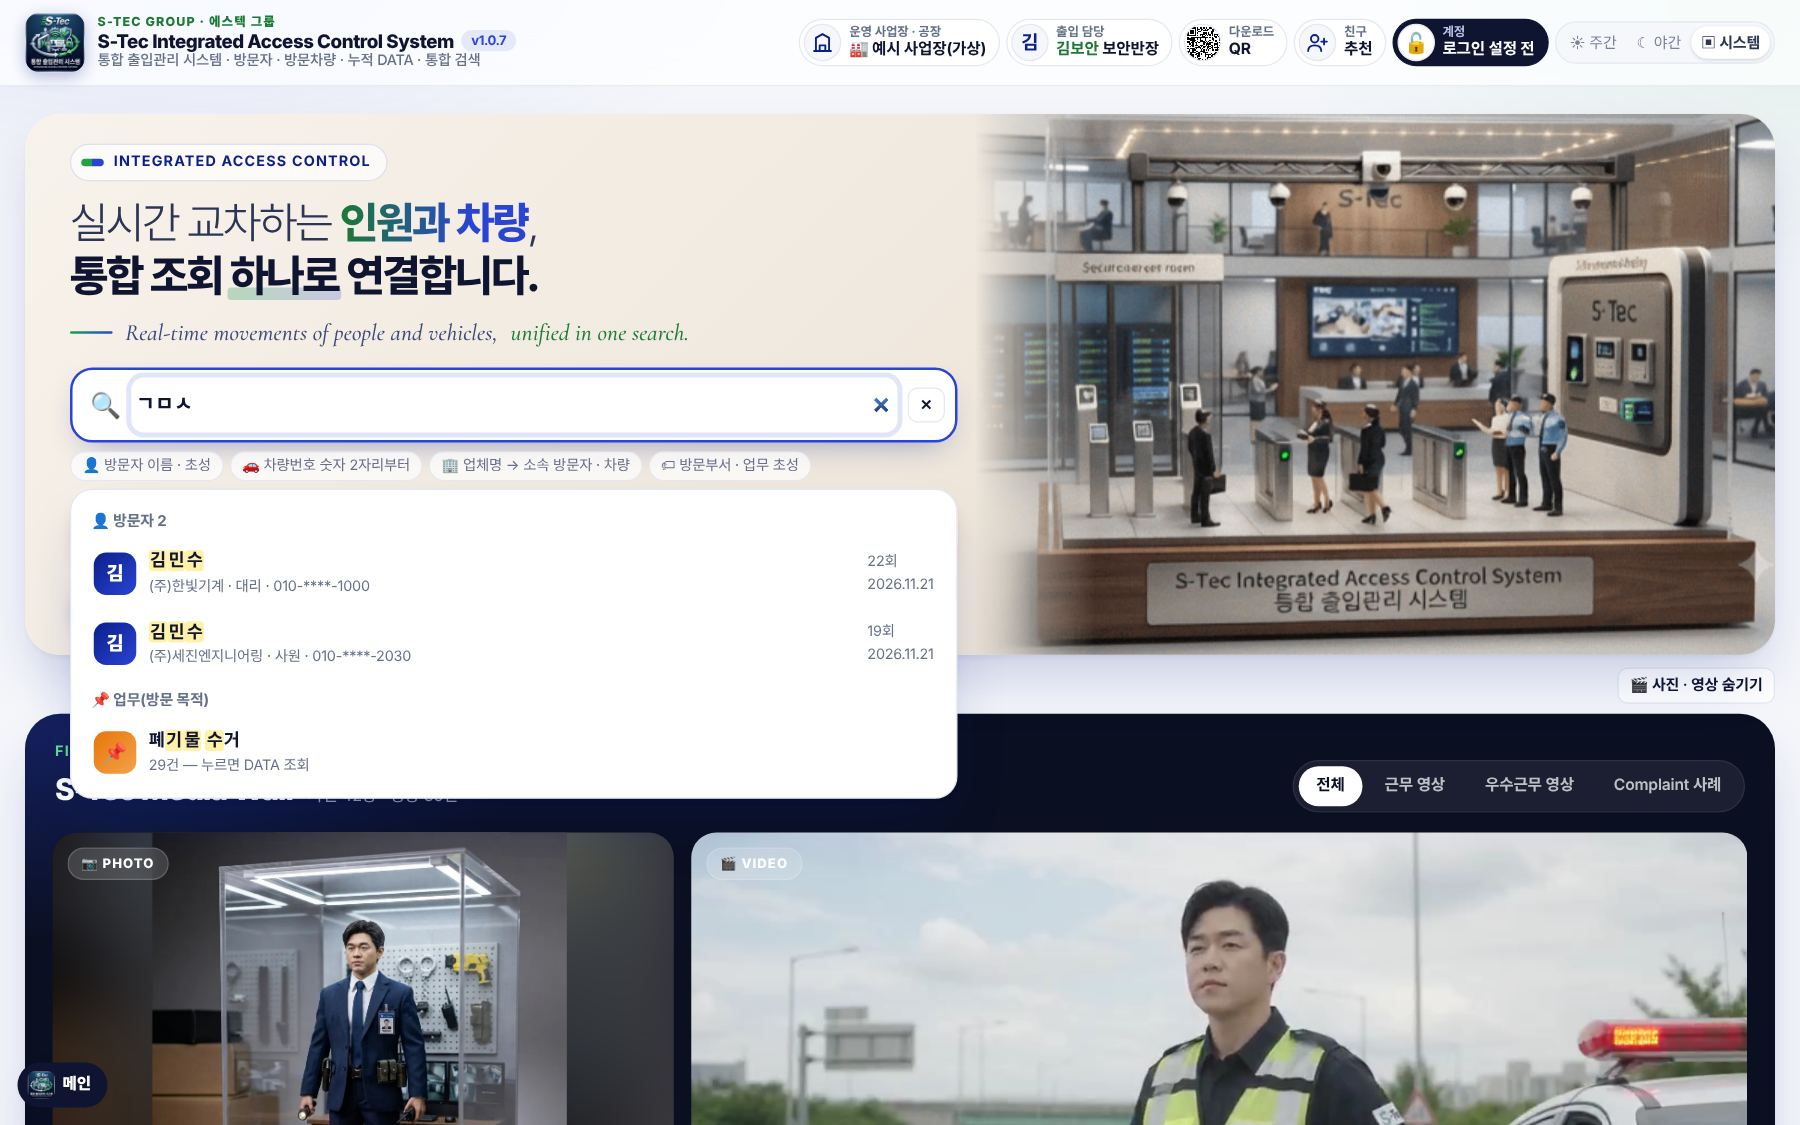 S-TEC GROUP · 에스텍 그룹
S-Tec Integrated Access Control System v1.0.7
통합 출입관리 시스템 · 방문자 · 방문차량 · 누적 DATA · 통합 검색
운영 사업장 · 공장
🏭 예시 사업장(가상)
김
출입 담당
김보안 보안반장
다운로드
QR
친구
추천
계정
로그인 설정 전
☀ 주간
☾ 야간
▣ 시스템
INTEGRATED ACCESS CONTROL
실시간 교차하는 인원과 차량,
통합 조회 하나로 연결합니다.
Real-time movements of people and vehicles, unified in one search.
ㄱㅁㅅ
👤 방문자 이름 · 초성
🚗 차량번호 숫자 2자리부터
🏢 업체명 → 소속 방문자 · 차량
🏷 방문부서 · 업무 초성
👤 방문자 2
김
김민수
(주)한빛기계 · 대리 · 010-****-1000
22회
2026.11.21
김
김민수
(주)세진엔지니어링 · 사원 · 010-****-2030
19회
2026.11.21
📌 업무(방문 목적)
폐기물 수거
29건 — 누르면 DATA 조회
S-Tec
S-Tec Integrated Access Control System
통합 출입관리 시스템
🎬 사진 · 영상 숨기기
전체
근무 영상
우수근무 영상
Complaint 사례
📷 PHOTO
🎬 VIDEO
메인